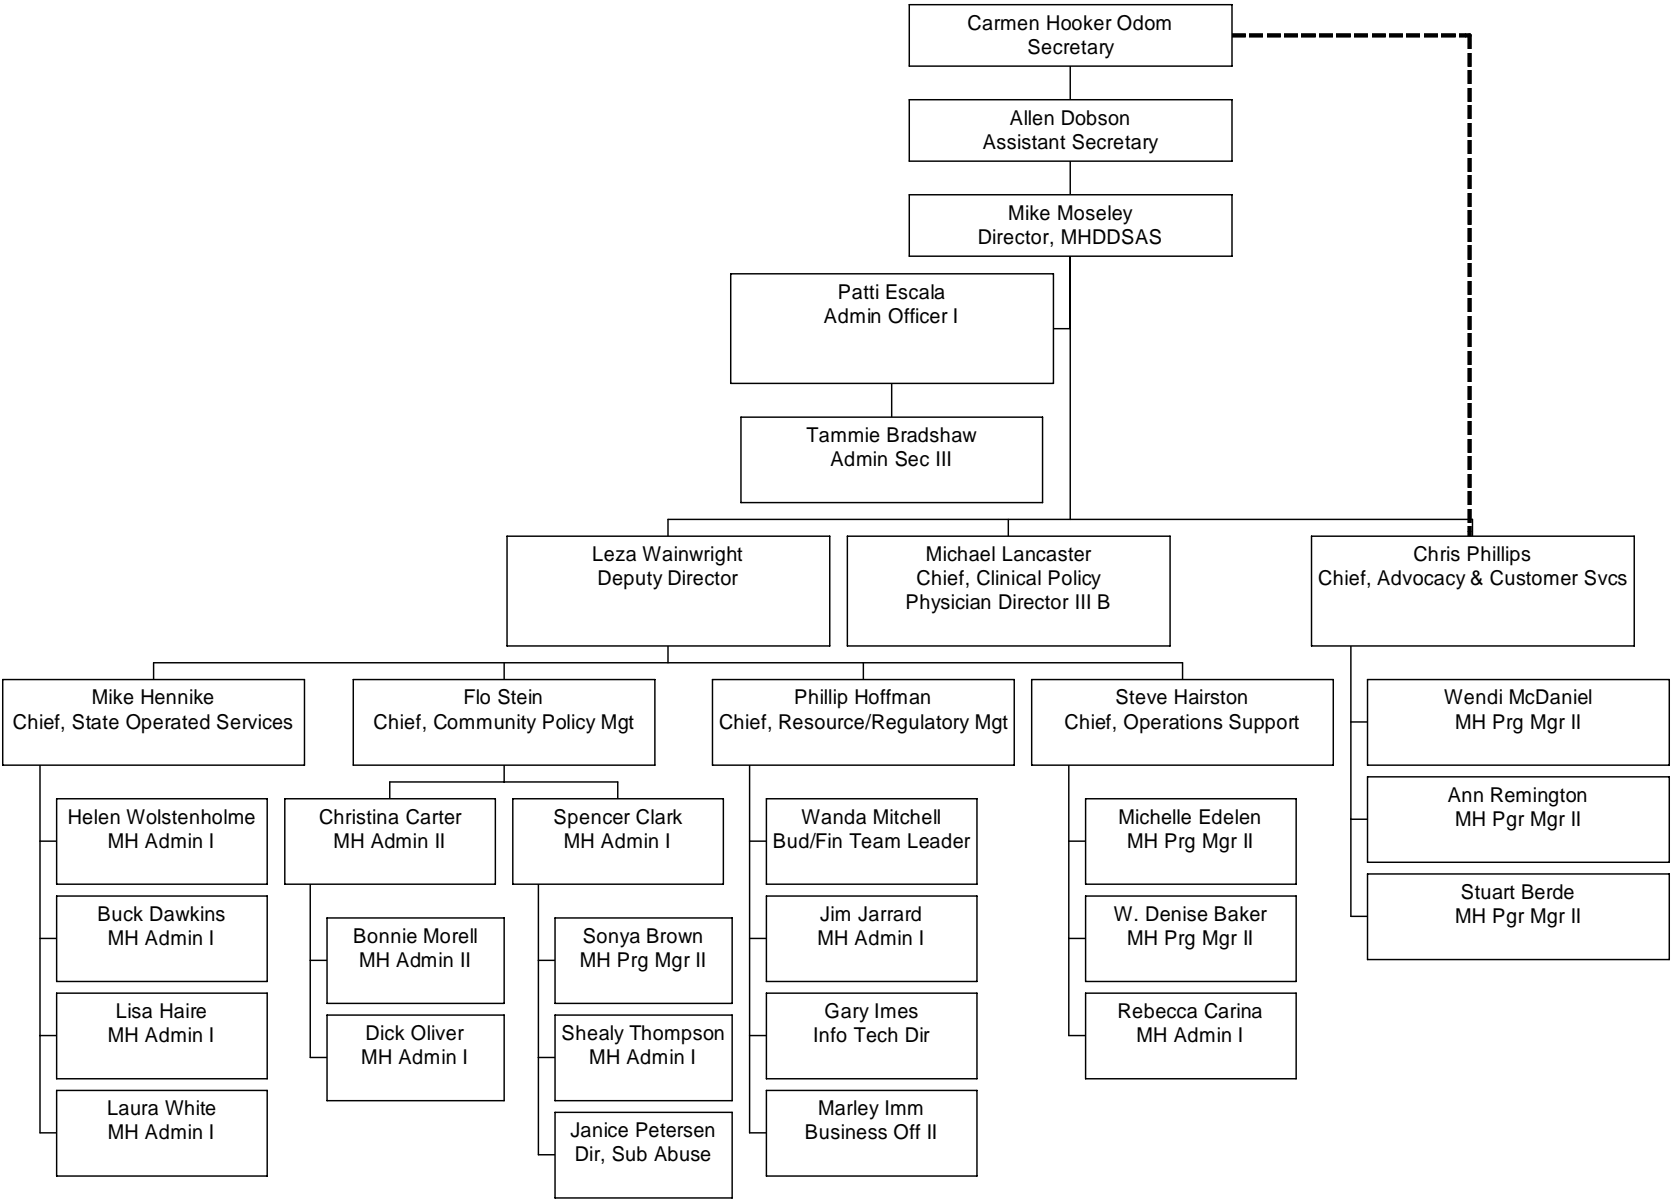 Carmen Hooker Odom
Secretary
Allen Dobson
Assistant Secretary
Mike Moseley
Director, MHDDSAS
Patti Escala
Admin Officer I
Tammie Bradshaw
Admin Sec III
Leza Wainwright
Deputy Director
Michael Lancaster
Chief, Clinical Policy
Physician Director III B
Chris Phillips
Chief, Advocacy & Customer Svcs
Mike Hennike
Chief, State Operated Services
Flo Stein
Chief, Community Policy Mgt
Phillip Hoffman
Chief, Resource/Regulatory Mgt
Steve Hairston
Chief, Operations Support
Wendi McDaniel
MH Prg Mgr II
Ann Remington
MH Pgr Mgr II
Stuart Berde
MH Pgr Mgr II
Helen Wolstenholme
MH Admin I
Buck Dawkins
MH Admin I
Lisa Haire
MH Admin I
Laura White
MH Admin I
Christina Carter
MH Admin II
Bonnie Morell
MH Admin II
Dick Oliver
MH Admin I
Spencer Clark
MH Admin I
Sonya Brown
MH Prg Mgr II
Shealy Thompson
MH Admin I
Janice Petersen
Dir, Sub Abuse
Wanda Mitchell
Bud/Fin Team Leader
Jim Jarrard
MH Admin I
Gary Imes
Info Tech Dir
Marley Imm
Business Off II
Michelle Edelen
MH Prg Mgr II
W. Denise Baker
MH Prg Mgr II
Rebecca Carina
MH Admin I